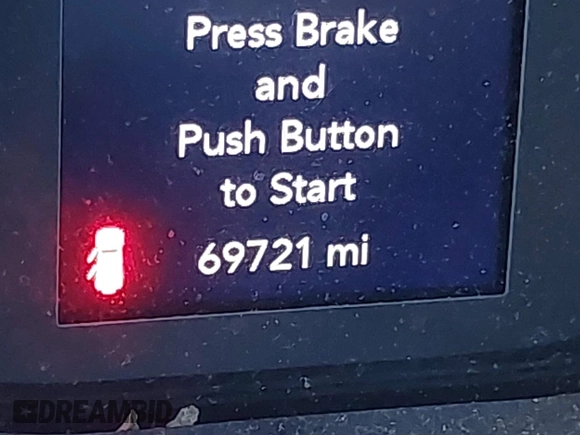 Press Brake
and
Push Button
to Start
69721 mi
DREAMBID